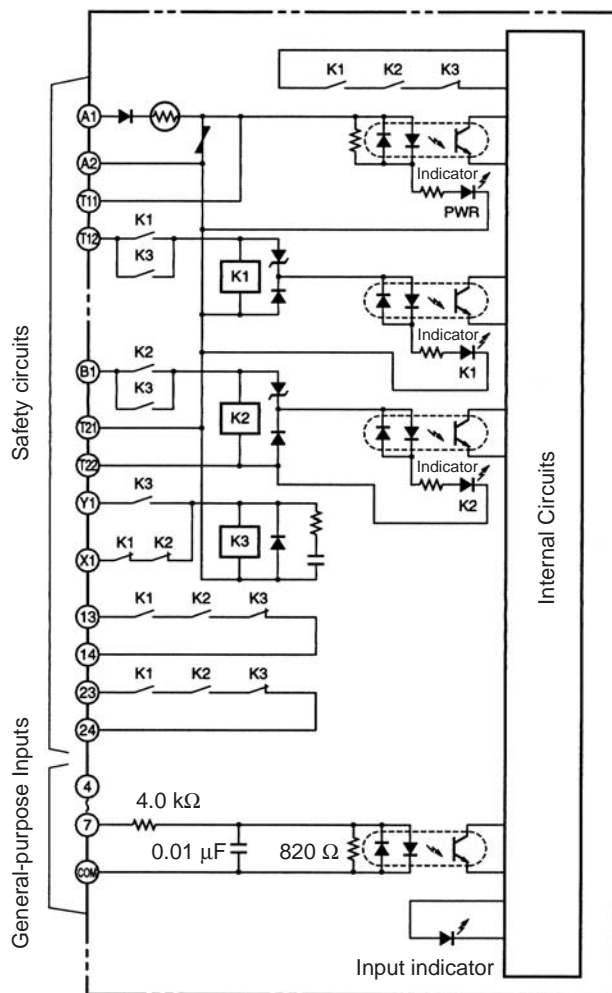 K1 K2 K3
A1
A2
Indicator
T11
PWR
T12
K1
K3
K1
Indicator
K1
B1
K2
K3
K2
T21
T22
Indicator
K2
Y1
K3
K3
X1
K1 K2
13
K1 K2 K3
14
23
K1 K2 K3
24
4
7
4.0 kΩ
0.01 µF
820 Ω
COM
Input indicator
Safety circuits
General-purpose Inputs
Internal Circuits